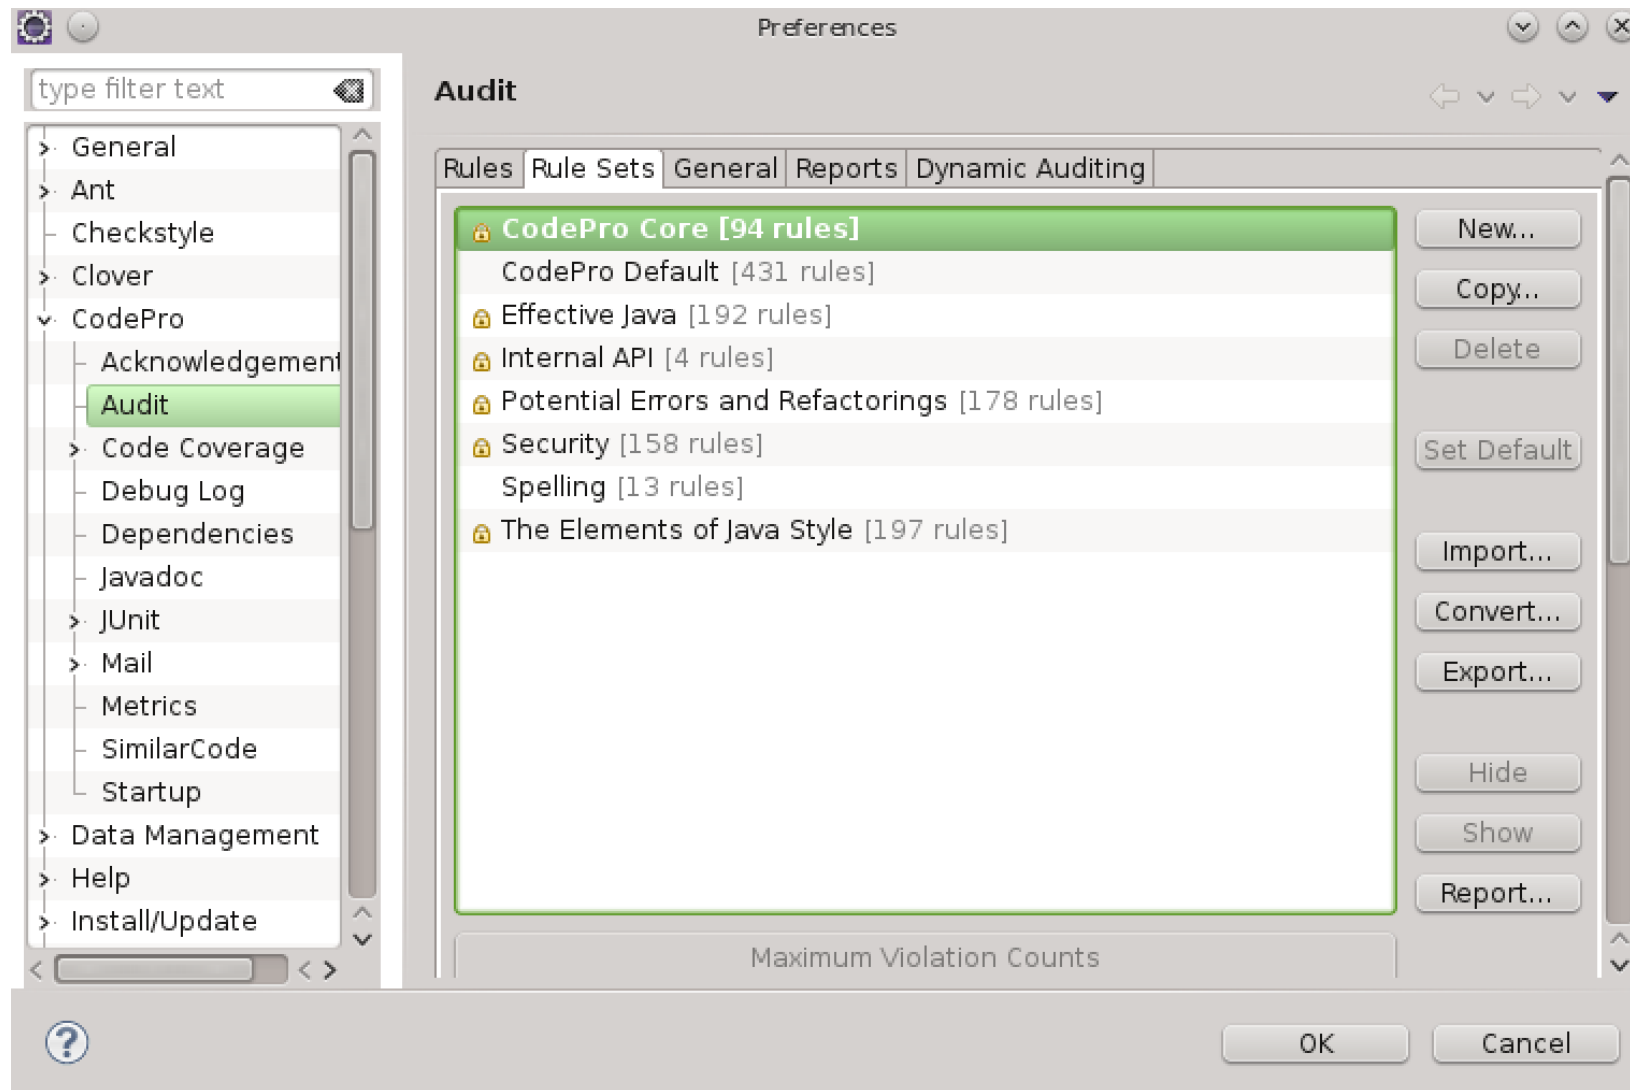 Preferences
type filter text
General
Ant
Checkstyle
Clover
CodePro
Acknowledgement
Audit
Code Coverage
Debug Log
Dependencies
Javadoc
JUnit
Mail
Metrics
SimilarCode
Startup
Data Management
Help
Install/Update
Audit
Rules Rule Sets General Reports Dynamic Auditing
CodePro Core [94 rules]
CodePro Default [431 rules]
Effective Java [192 rules]
Internal API [4 rules]
Potential Errors and Refactorings [178 rules]
Security [158 rules]
Spelling [13 rules]
The Elements of Java Style [197 rules]
New...
Copy...
Delete
Set Default
Import...
Convert...
Export...
Hide
Show
Report...
Maximum Violation Counts
?
OK Cancel